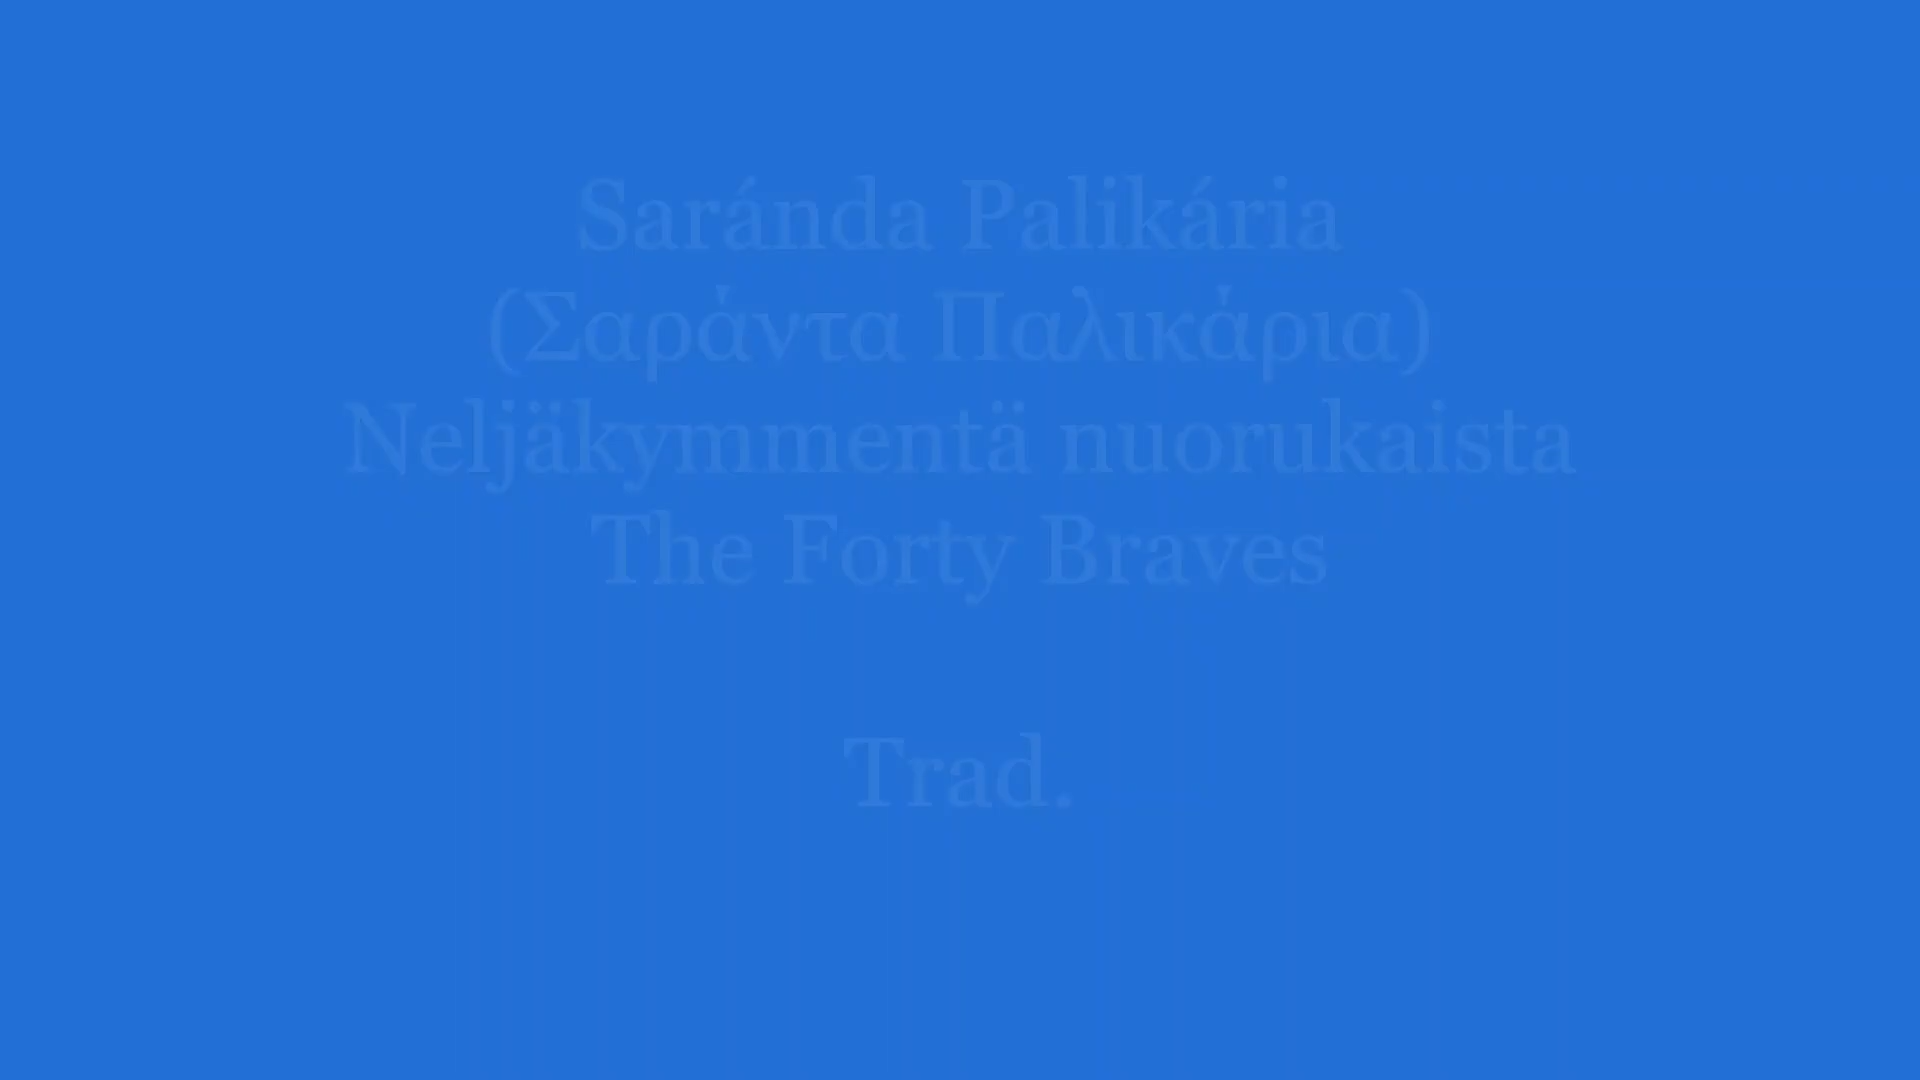 Saránda Palikária
(Σαράντα Παλικάρια)
Neljäkymmentä nuorukaista
The Forty Braves
Trad.